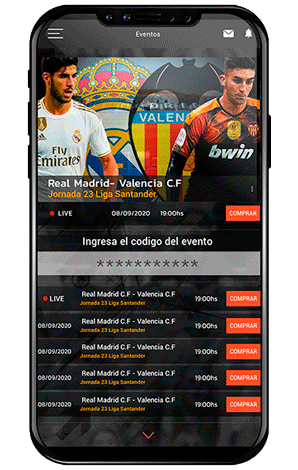 Eventos
VALENC
Fly
Emirates
bwin
Real Madrid- Valencia C.F
Jornada 23 Liga Santander
LIVE 08/09/2020 19:00hs COMPRAR
Ingresa el codigo del evento
***********
LIVE Real Madrid C.F - Valencia C.F 19:00hs COMPRAR
Jornada 23 Liga Santander
08/09/2020 Real Madrid C.F - Valencia C.F 19:00hs COMPRAR
Jornada 23 Liga Santander
08/09/2020 Real Madrid C.F - Valencia C.F 19:00hs COMPRAR
Jornada 23 Liga Santander
08/09/2020 Real Madrid C.F - Valencia C.F 19:00hs COMPRAR
Jornada 23 Liga Santander
08/09/2020 Real Madrid C.F - Valencia C.F 19:00hs COMPRAR
Jornada 23 Liga Santander